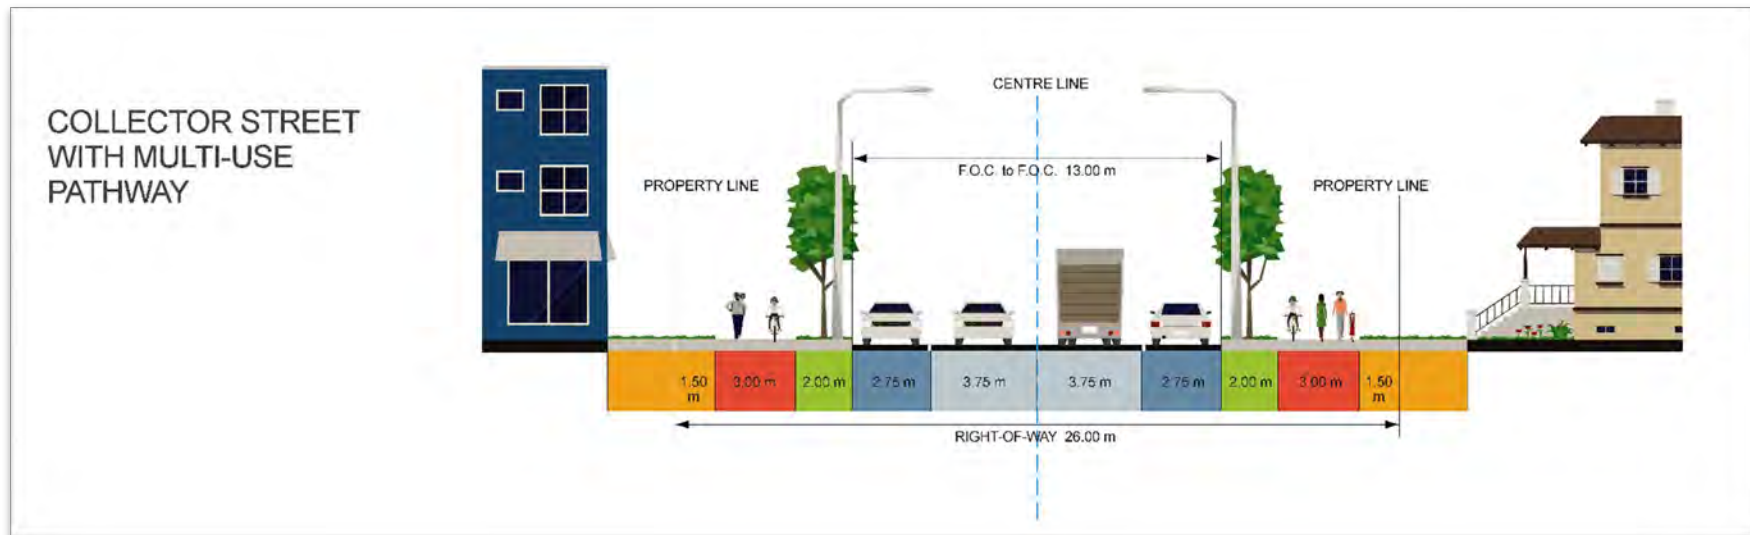 COLLECTOR STREET
WITH MULTI-USE
PATHWAY
CENTRE LINE
F.O.C. to F.O.C. 13.00 m
PROPERTY LINE
PROPERTY LINE
1.50
m
3.00 m
2.00 m
2.75 m
3.75 m
3.75 m
2.75 m
2.00 m
3.00 m
1.50
m
RIGHT-OF-WAY 26.00 m